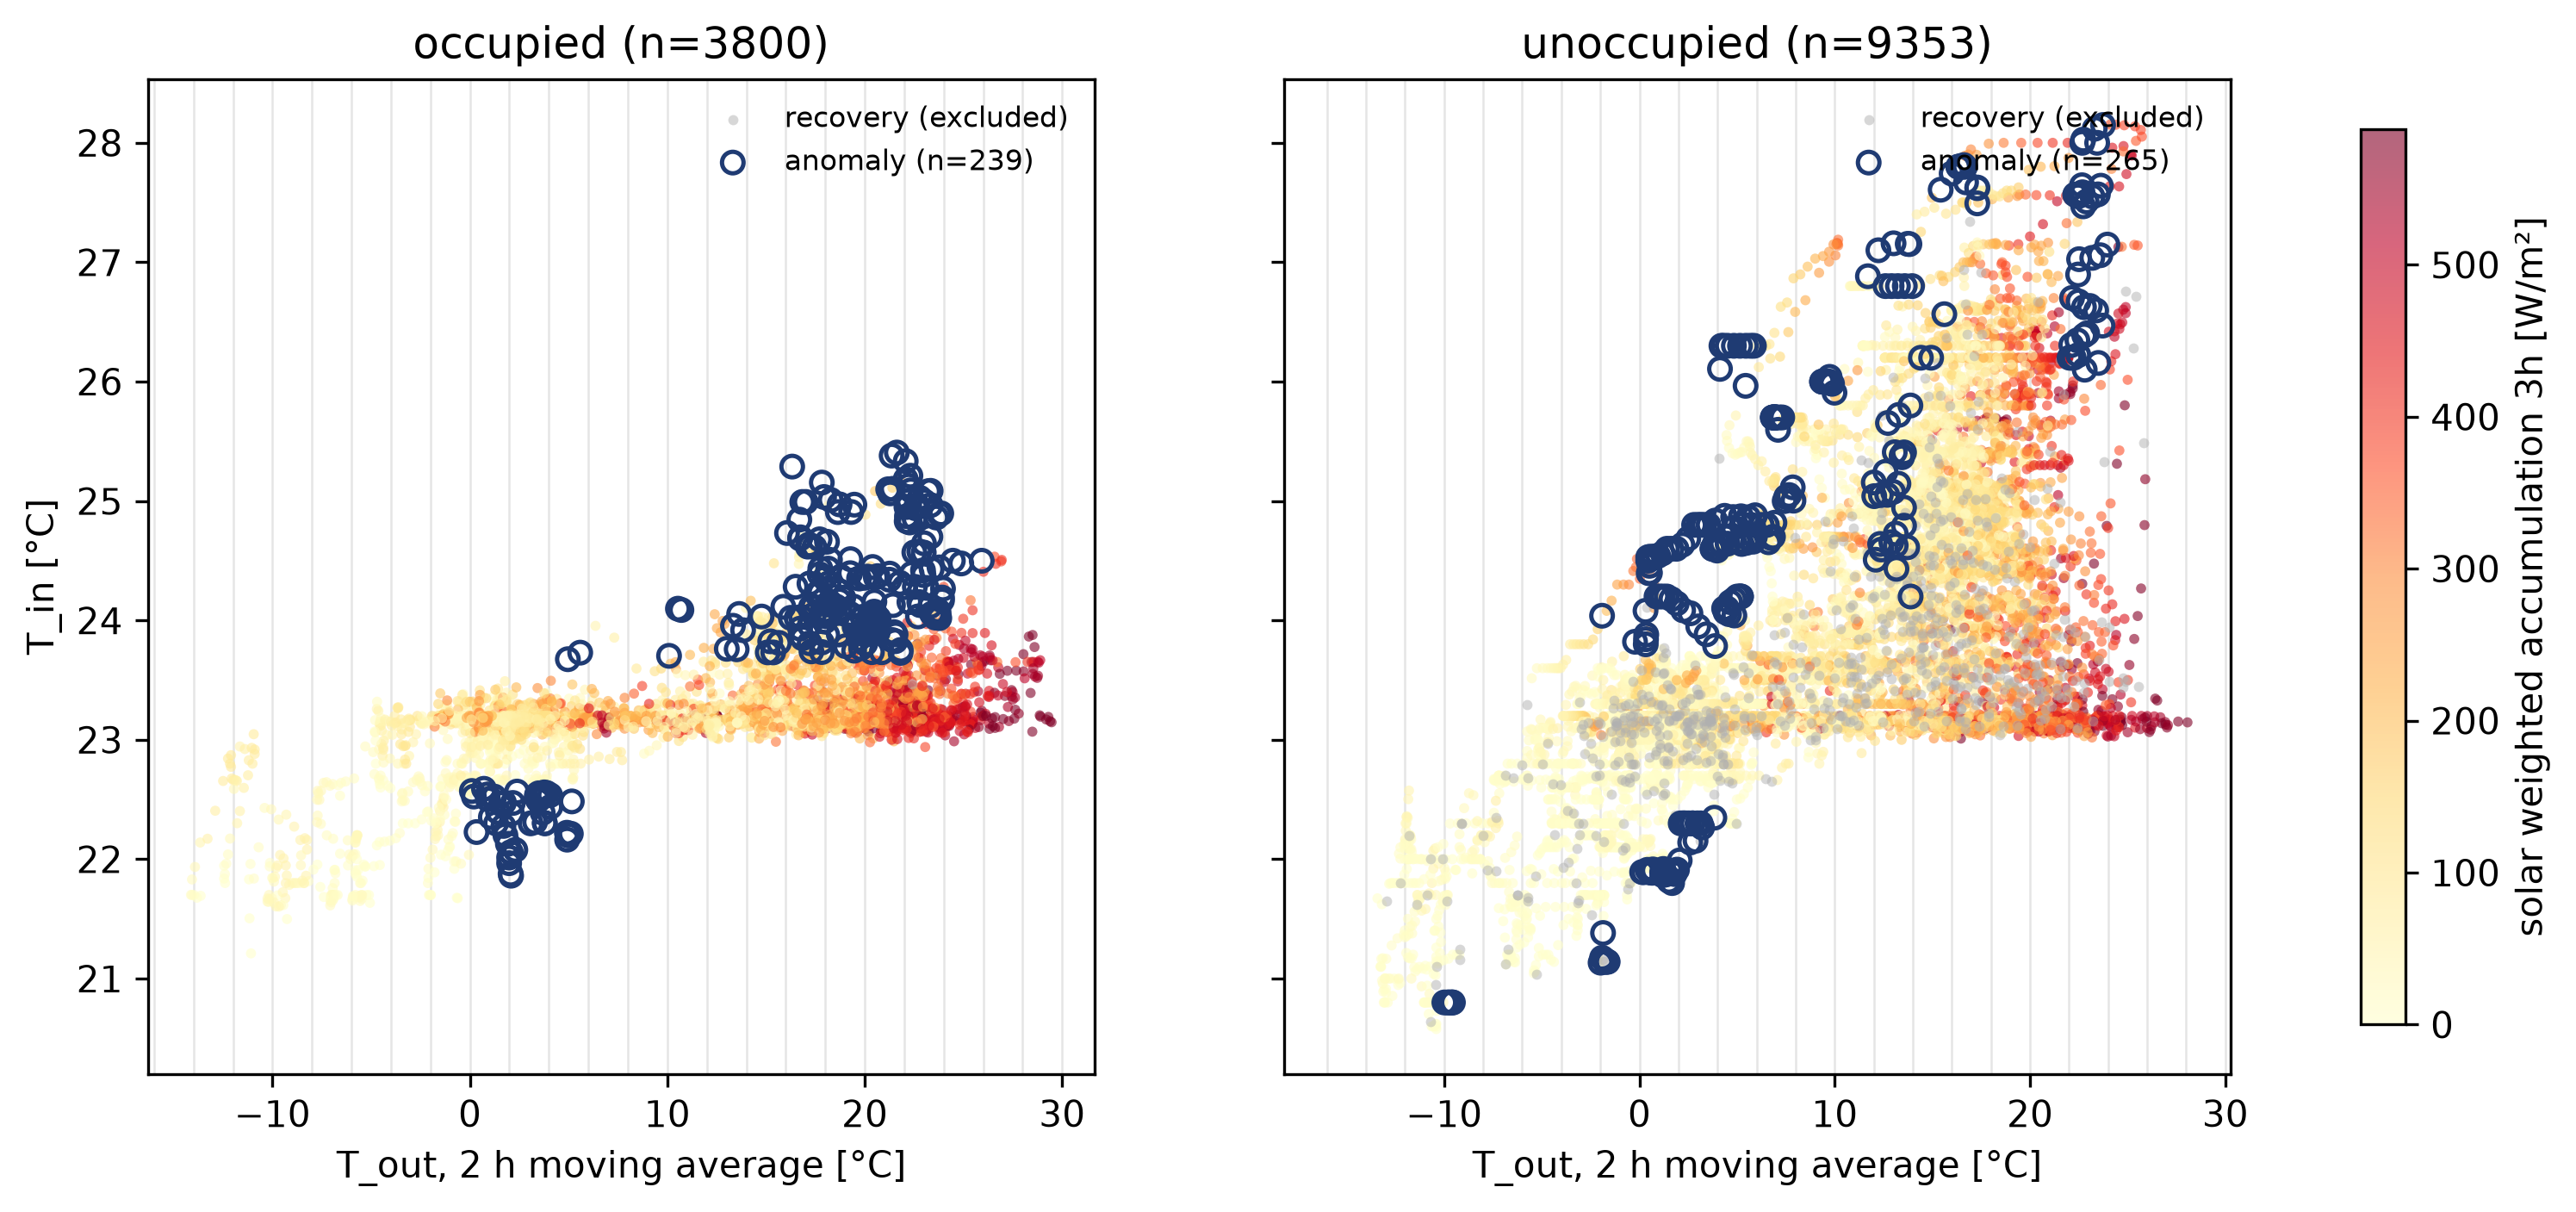 occupied (n=3800)
unoccupied (n=9353)
recovery (excluded)
anomaly (n=239)
recovery (excluded)
anomaly (n=265)
T_in [°C]
28
27
26
25
24
23
22
21
−10
0
10
20
30
T_out, 2 h moving average [°C]
−10
0
10
20
30
T_out, 2 h moving average [°C]
500
400
300
200
100
0
solar weighted accumulation 3h [W/m²]